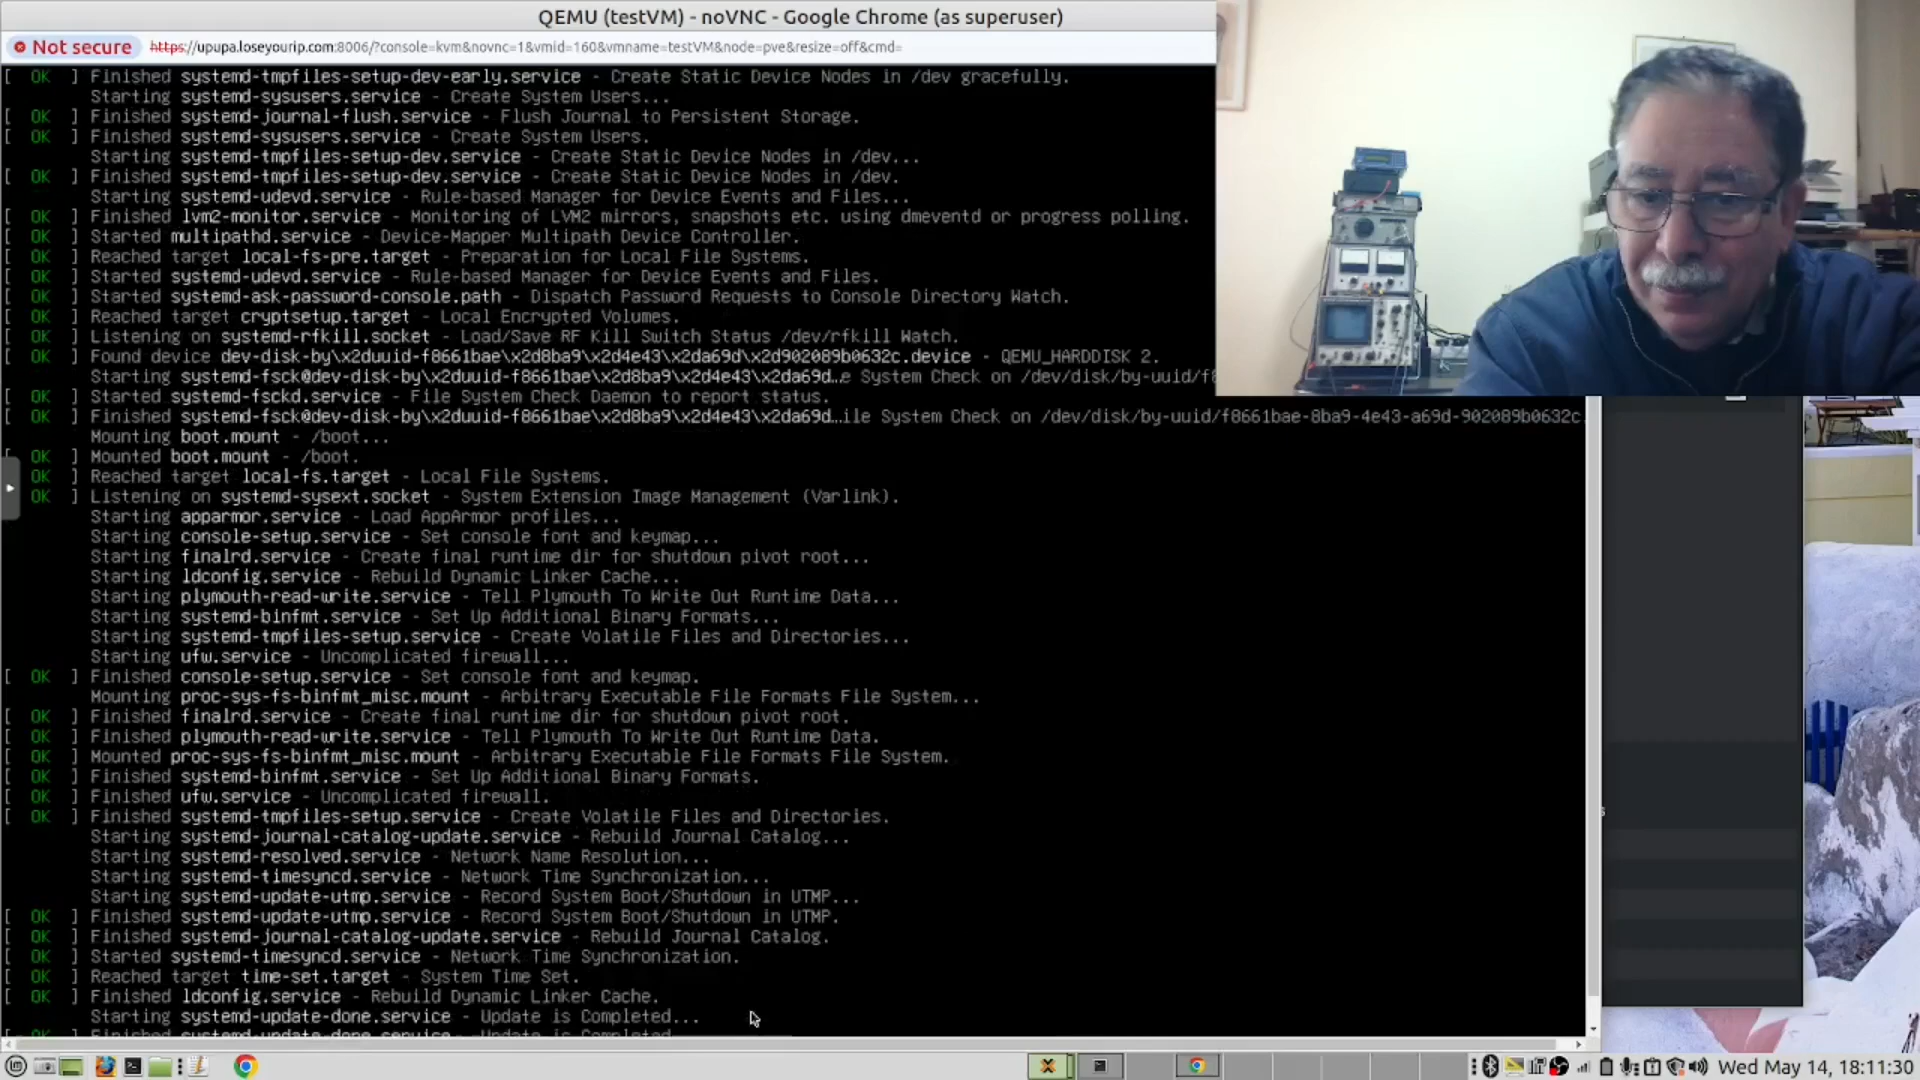 QEMU (testVM) - noVNC - Google Chrome (as superuser)
Not secure https://upupa.loseyourip.com:8006/?console=kvm&novnc=1&vmid=160&vmname=testVM&node=pve&resize=off&cmd=
[ OK ] Finished systemd-tmpfiles-setup-dev-early.service - Create Static Device Nodes in /dev gracefully.
Starting systemd-sysusers.service - Create System Users...
[ OK ] Finished systemd-journal-flush.service - Flush Journal to Persistent Storage.
[ OK ] Finished systemd-sysusers.service - Create System Users.
Starting systemd-tmpfiles-setup-dev.service - Create Static Device Nodes in /dev...
[ OK ] Finished systemd-tmpfiles-setup-dev.service - Create Static Device Nodes in /dev.
Starting systemd-udevd.service - Rule-based Manager for Device Events and Files...
[ OK ] Finished lvm2-monitor.service - Monitoring of LVM2 mirrors, snapshots etc. using dmeventd or progress polling.
[ OK ] Started multipathd.service - Device-Mapper Multipath Device Controller.
[ OK ] Reached target local-fs-pre.target - Preparation for Local File Systems.
[ OK ] Started systemd-udevd.service - Rule-based Manager for Device Events and Files.
[ OK ] Started systemd-ask-password-console.path - Dispatch Password Requests to Console Directory Watch.
[ OK ] Reached target cryptsetup.target - Local Encrypted Volumes.
[ OK ] Listening on systemd-rfkill.socket - Load/Save RF Kill Switch Status /dev/rfkill Watch.
[ OK ] Found device dev-disk-by\x2duuid-f8661bae\x2d8ba9\x2d4e43\x2da69d\x2d902089b0632c.device - QEMU_HARDDISK 2.
Starting systemd-fsck@dev-disk-by\x2duuid-f8661bae\x2d8ba9\x2d4e43\x2da69d…e System Check on /dev/disk/by-uuid/f8
[ OK ] Started systemd-fsckd.service - File System Check Daemon to report status.
[ OK ] Finished systemd-fsck@dev-disk-by\x2duuid-f8661bae\x2d8ba9\x2d4e43\x2da69d…ile System Check on /dev/disk/by-uuid/f8661bae-8ba9-4e43-a69d-902089b0632c
Mounting boot.mount - /boot...
[ OK ] Mounted boot.mount - /boot.
[ OK ] Reached target local-fs.target - Local File Systems.
[ OK ] Listening on systemd-sysext.socket - System Extension Image Management (Varlink).
Starting apparmor.service - Load AppArmor profiles...
Starting console-setup.service - Set console font and keymap...
Starting finalrd.service - Create final runtime dir for shutdown pivot root...
Starting ldconfig.service - Rebuild Dynamic Linker Cache...
Starting plymouth-read-write.service - Tell Plymouth To Write Out Runtime Data...
Starting systemd-binfmt.service - Set Up Additional Binary Formats...
Starting systemd-tmpfiles-setup.service - Create Volatile Files and Directories...
Starting ufw.service - Uncomplicated firewall...
[ OK ] Finished console-setup.service - Set console font and keymap.
Mounting proc-sys-fs-binfmt_misc.mount - Arbitrary Executable File Formats File System...
[ OK ] Finished finalrd.service - Create final runtime dir for shutdown pivot root.
[ OK ] Finished plymouth-read-write.service - Tell Plymouth To Write Out Runtime Data.
[ OK ] Mounted proc-sys-fs-binfmt_misc.mount - Arbitrary Executable File Formats File System.
[ OK ] Finished systemd-binfmt.service - Set Up Additional Binary Formats.
[ OK ] Finished ufw.service - Uncomplicated firewall.
[ OK ] Finished systemd-tmpfiles-setup.service - Create Volatile Files and Directories.
Starting systemd-journal-catalog-update.service - Rebuild Journal Catalog...
Starting systemd-resolved.service - Network Name Resolution...
Starting systemd-timesyncd.service - Network Time Synchronization...
Starting systemd-update-utmp.service - Record System Boot/Shutdown in UTMP...
[ OK ] Finished systemd-update-utmp.service - Record System Boot/Shutdown in UTMP.
[ OK ] Finished systemd-journal-catalog-update.service - Rebuild Journal Catalog.
[ OK ] Started systemd-timesyncd.service - Network Time Synchronization.
[ OK ] Reached target time-set.target - System Time Set.
[ OK ] Finished ldconfig.service - Rebuild Dynamic Linker Cache.
Starting systemd-update-done.service - Update is Completed...
[ OK ] Finished systemd-update-done.service - Update is Completed
Wed May 14, 18:11:30